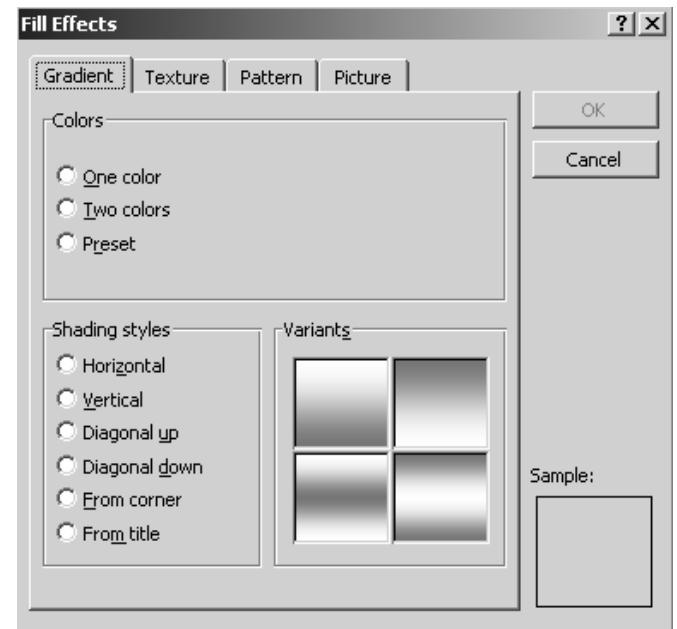 Fill Effects
Gradient Texture Pattern Picture
OK
Cancel
Colors
One color
Two colors
Preset
Shading styles
Horizontal
Vertical
Diagonal up
Diagonal down
From corner
From title
Variants
Sample: